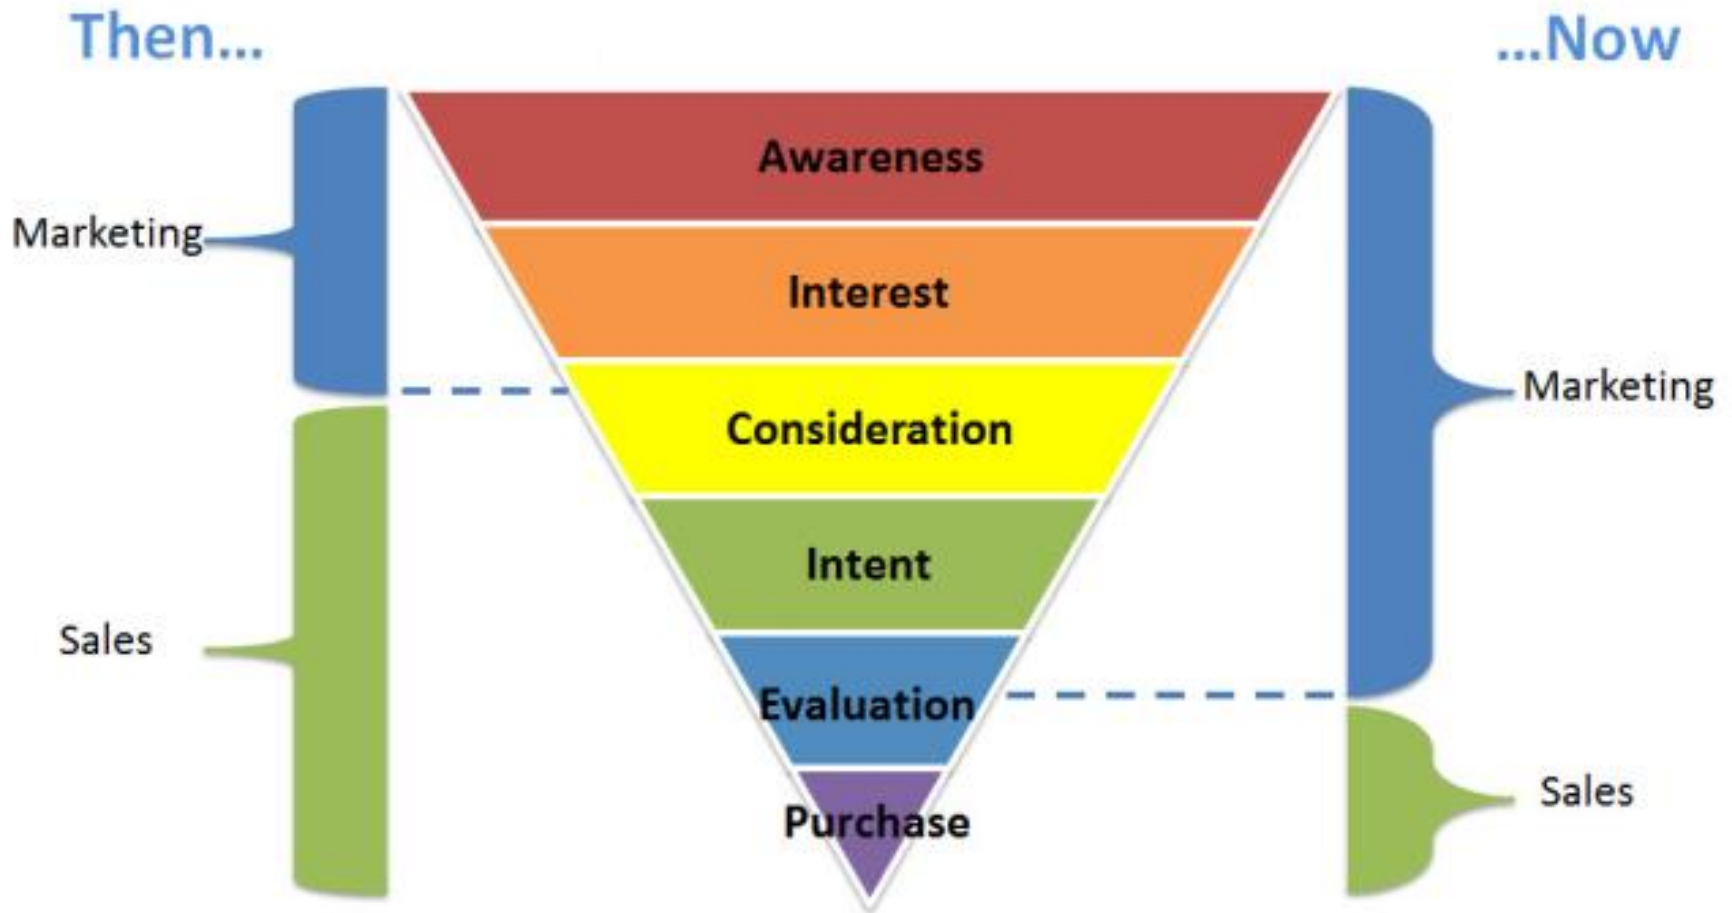 Then...
...Now
Awareness
Marketing
Interest
Marketing
Consideration
Intent
Sales
Evaluation
Sales
Purchase